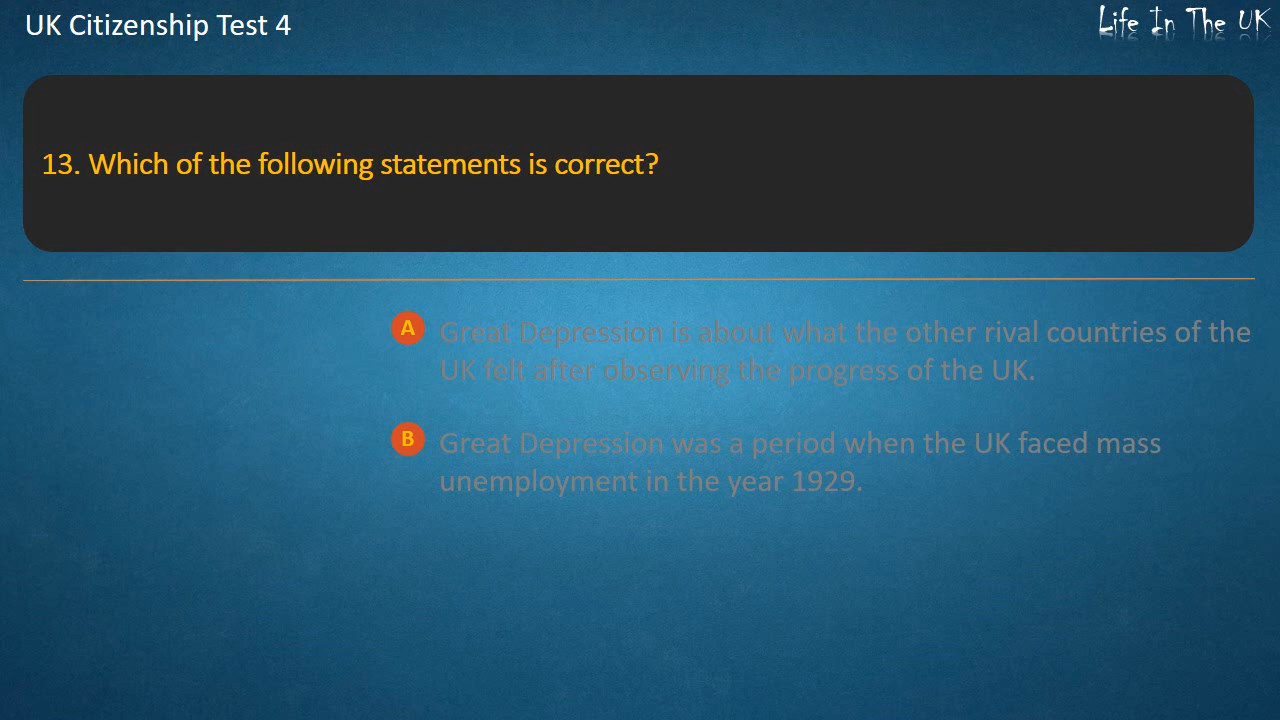 UK Citizenship Test 4
Life In The UK
13. Which of the following statements is correct?
A Great Depression is about what the other rival countries of the
UK felt after observing the progress of the UK.
B Great Depression was a period when the UK faced mass
unemployment in the year 1929.